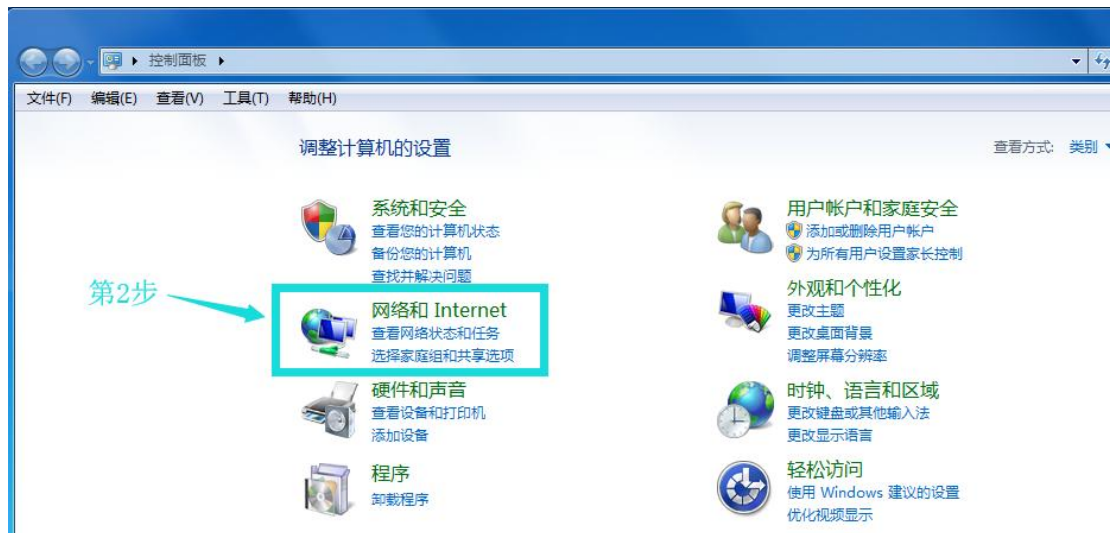 控制面板
文件(F) 编辑(E) 查看(V) 工具(T) 帮助(H)
调整计算机的设置
查看方式: 类别
系统和安全
查看您的计算机状态
备份您的计算机
查找并解决问题
第2步
网络和 Internet
查看网络状态和任务
选择家庭组和共享选项
硬件和声音
查看设备和打印机
添加设备
程序
卸载程序
用户帐户和家庭安全
添加或删除用户帐户
为所有用户设置家长控制
外观和个性化
更改主题
更改桌面背景
调整屏幕分辨率
时钟、语言和区域
更改键盘或其他输入法
更改显示语言
轻松访问
使用 Windows 建议的设置
优化视频显示